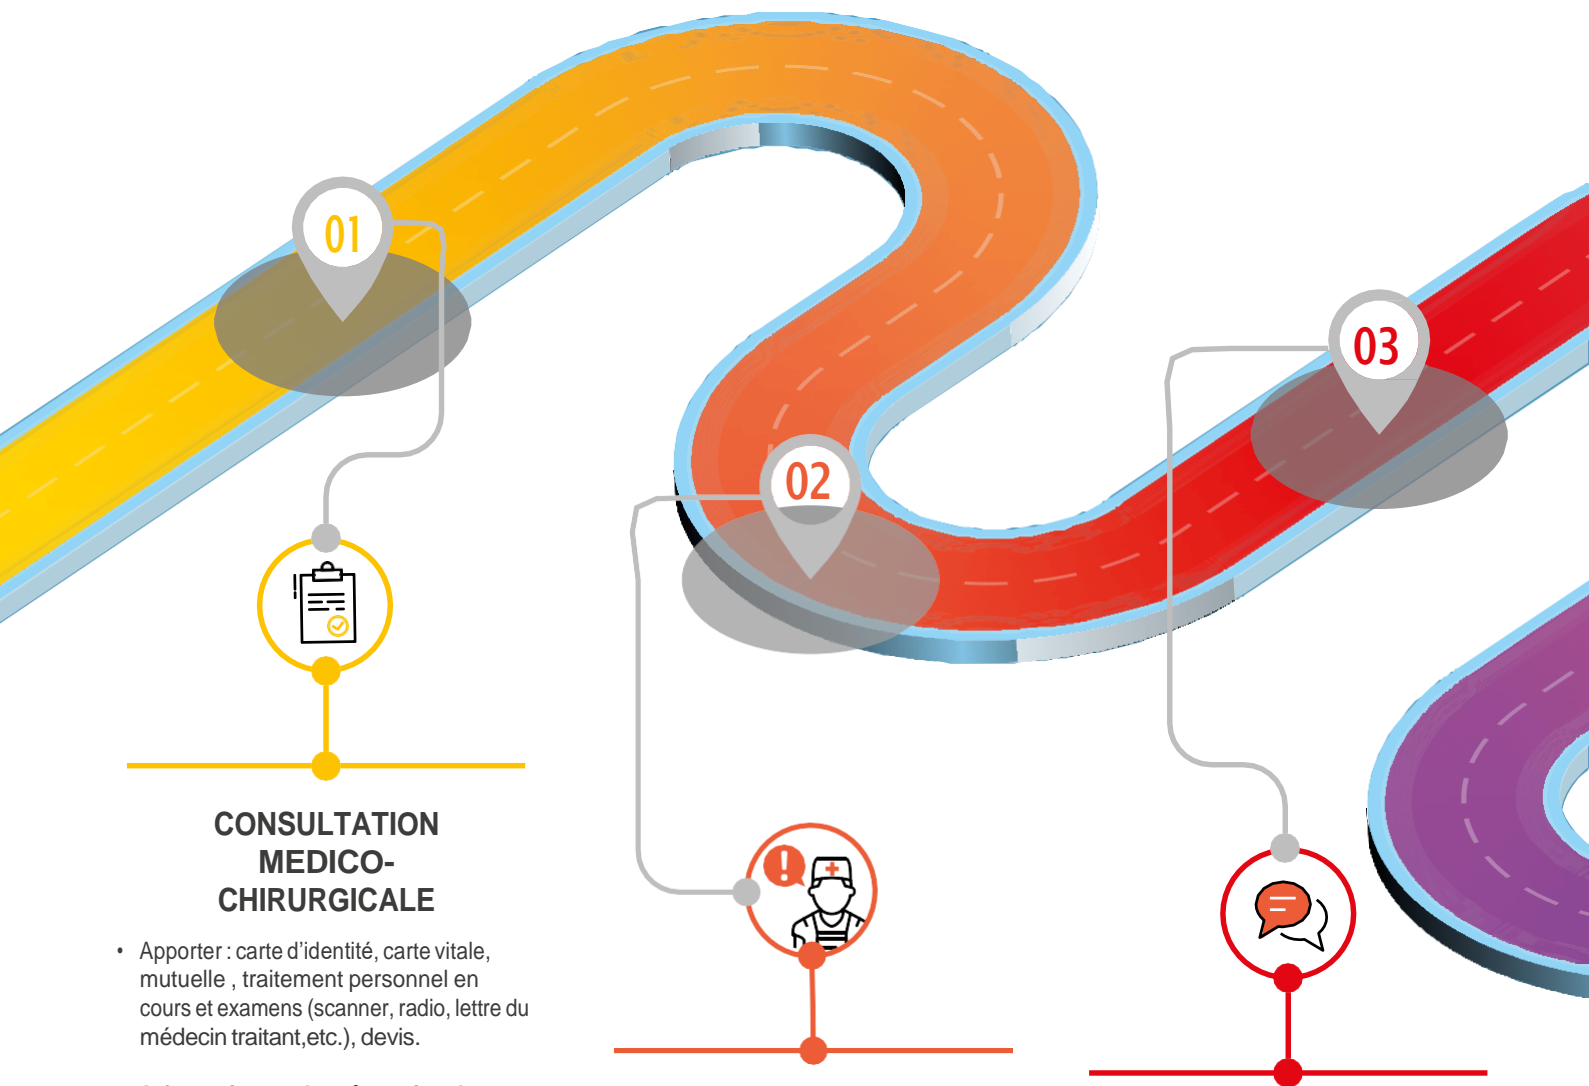 01
02
03
CONSULTATION
MEDICO-
CHIRURGICALE
• Apporter : carte d’identité, carte vitale,
mutuelle , traitement personnel en
cours et examens (scanner, radio, lettre du
médecin traitant,etc.), devis.